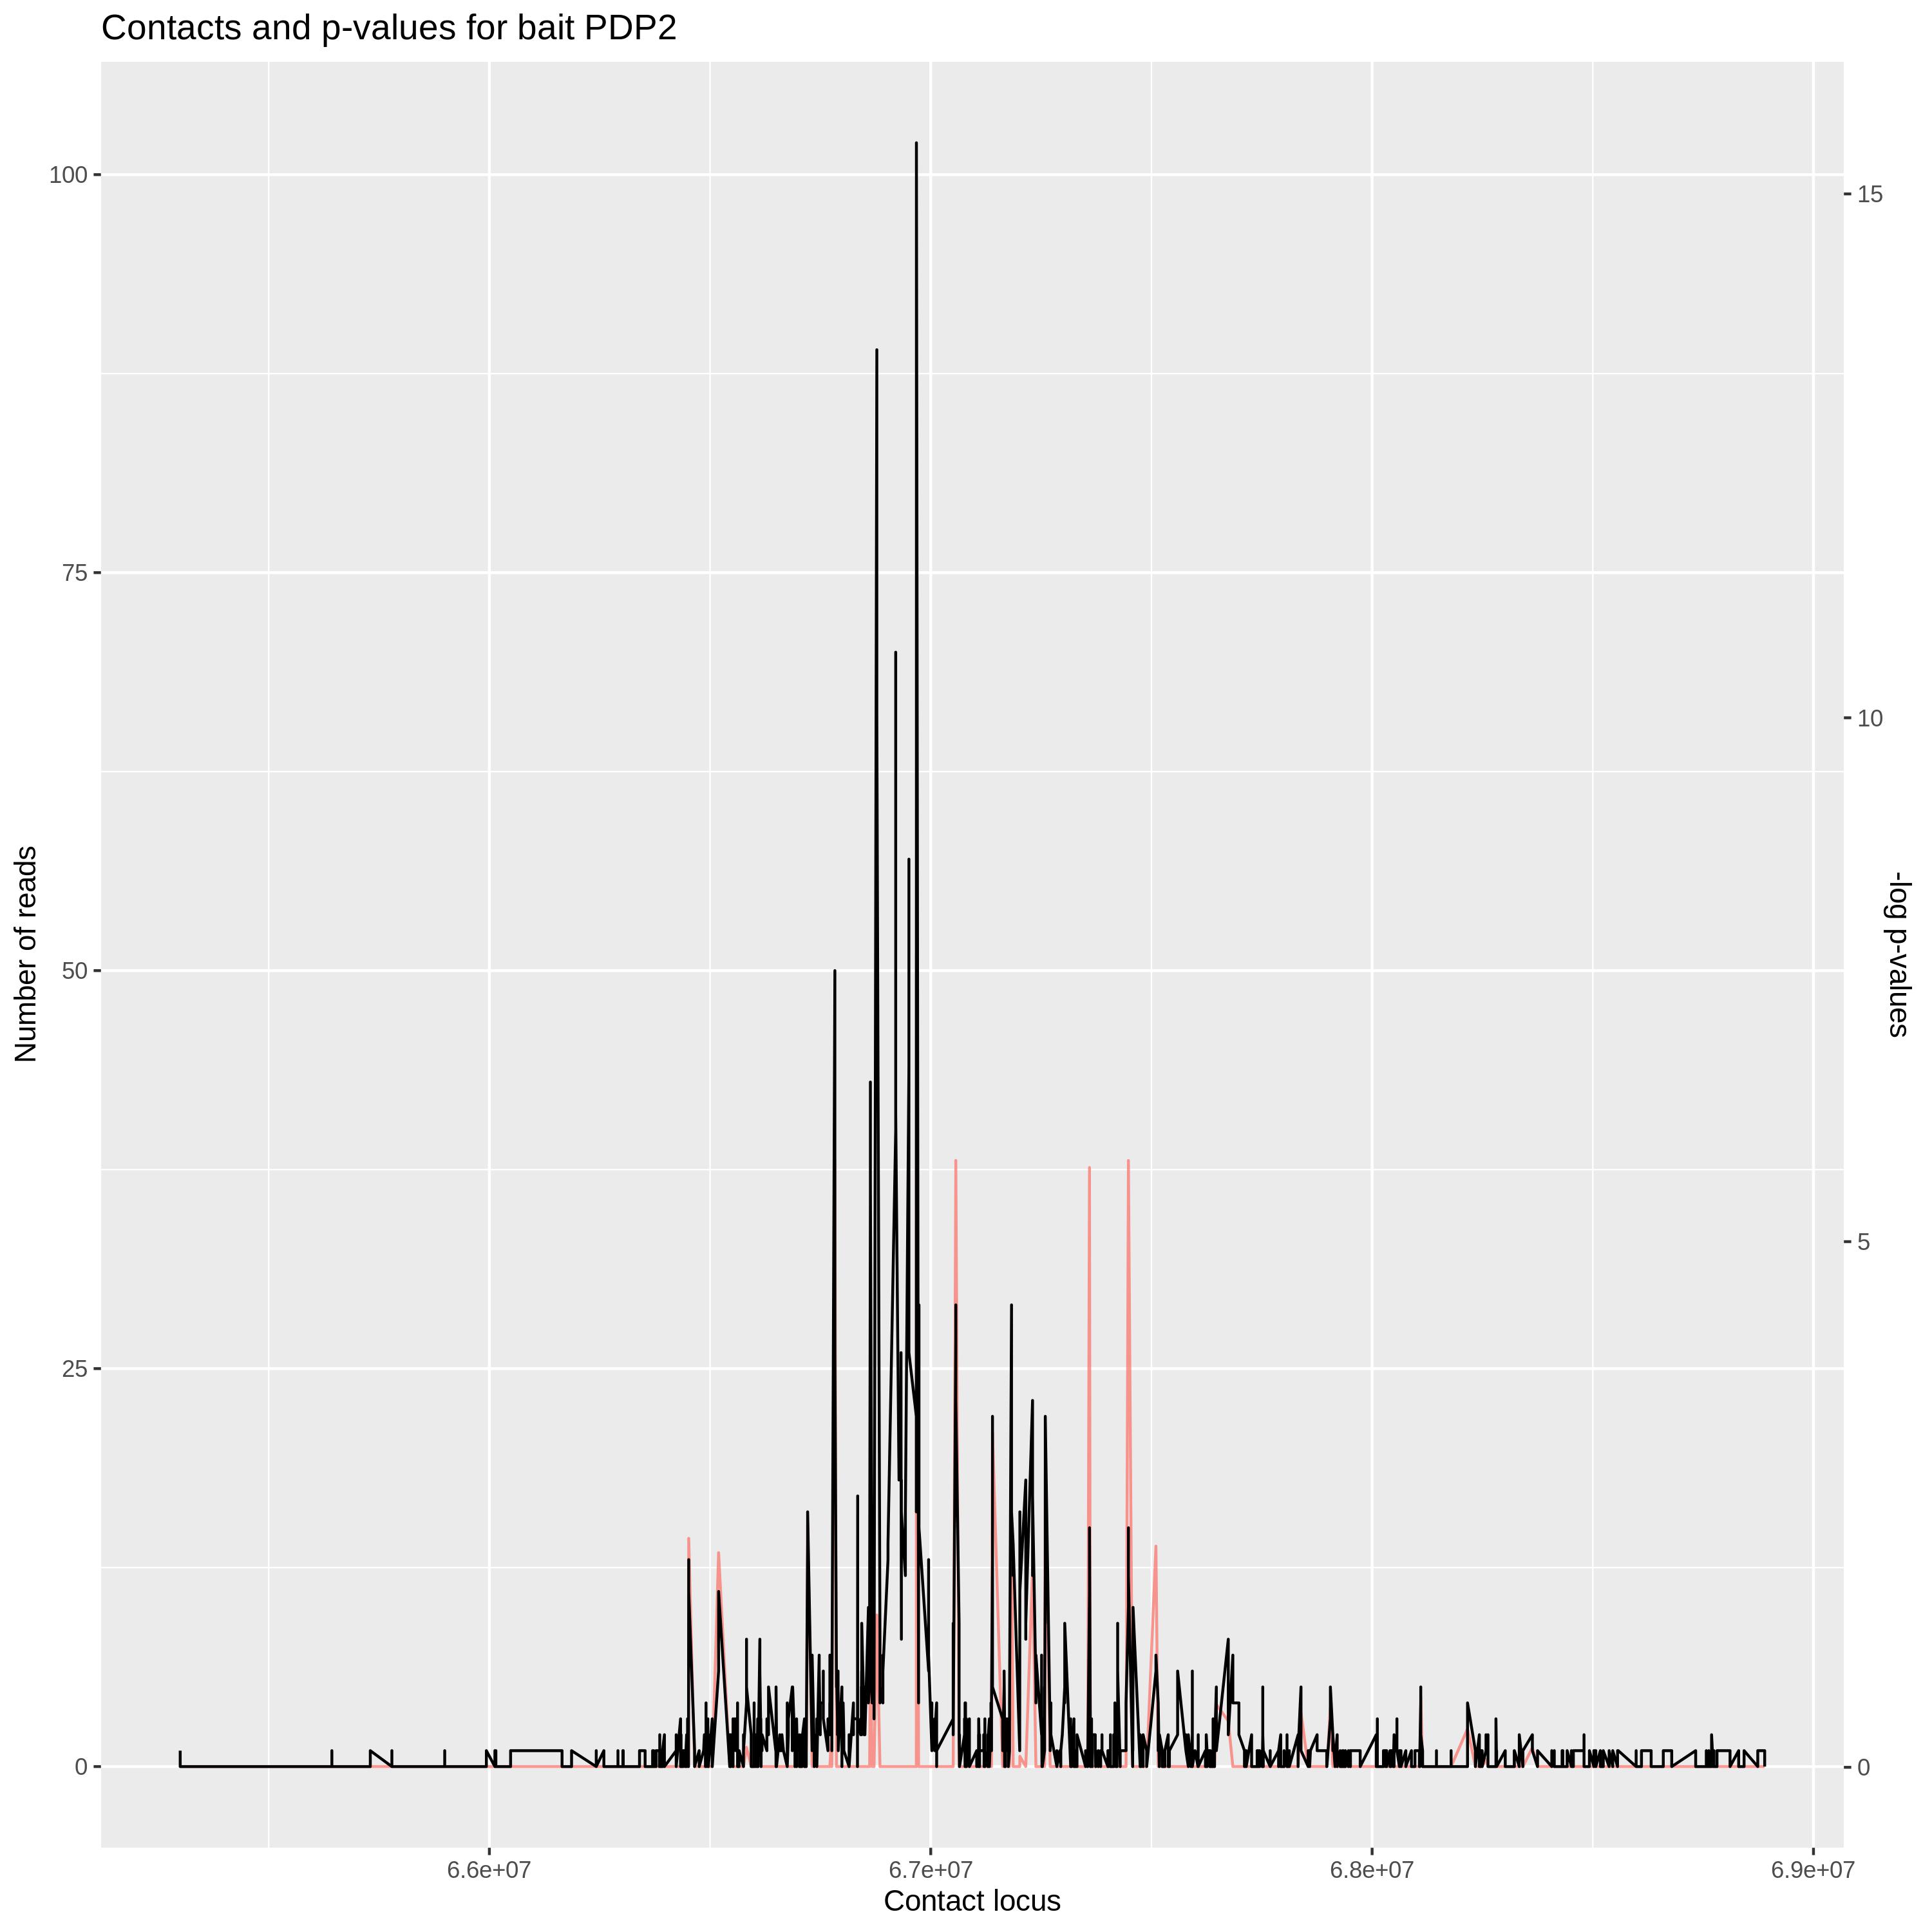 Contacts and p-values for bait PDP2
100
75
50
25
0
Number of reads
15
10
5
0
-log p-values
6.6e+07
6.7e+07
6.8e+07
6.9e+07
Contact locus